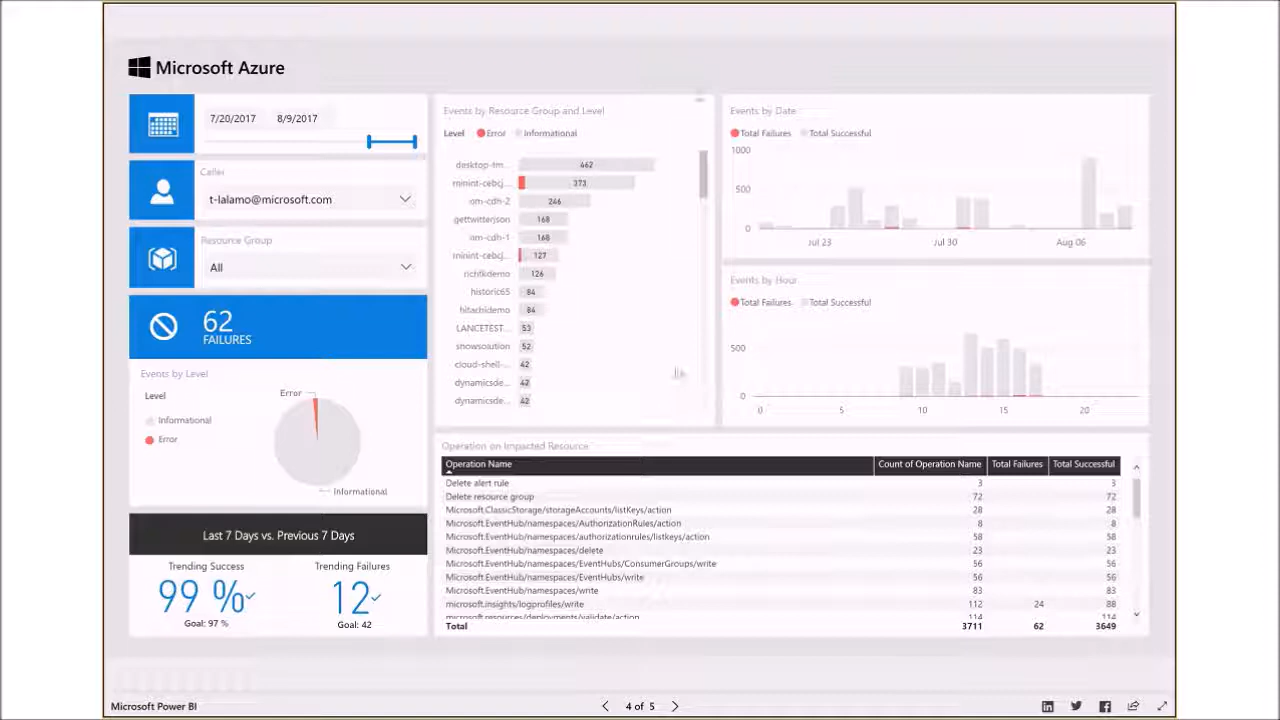 Microsoft Azure
7/20/2017 8/9/2017
Caller
t-lalamo@microsoft.com
Resource Group
All
62
FAILURES
Events by Level
Level
Informational
Error
Error
Informational
Last 7 Days vs. Previous 7 Days
Trending Success
99 %
Goal: 97 %
Trending Failures
12
Goal: 42
Events by Resource Group and Level
Level Error Informational
desktop-tm... 462
minint-cebcj... 373
om-cdh-2 246
gettwitterjson 168
om-cdh-1 168
minint-cebcj... 127
richtkdemo 126
historic65 84
hitachidemo 84
LANCETEST... 53
snowsolution 52
cloud-shell-... 42
dynamicsde... 42
dynamicsde... 42
Events by Date
Total Failures Total Successful
1000
500
0
Jul 23 Jul 30 Aug 06
Events by Hour
Total Failures Total Successful
500
0
0 5 10 15 20
Operation on Impacted Resource
Operation Name Count of Operation Name Total Failures Total Successful
Delete alert rule 3 3
Delete resource group 72 72
Microsoft.ClassicStorage/storageAccounts/listKeys/action 28 28
Microsoft.EventHub/namespaces/AuthorizationRules/action 8 8
Microsoft.EventHub/namespaces/authorizationrules/listkeys/action 58 58
Microsoft.EventHub/namespaces/delete 23 23
Microsoft.EventHub/namespaces/EventHubs/ConsumerGroups/write 56 56
Microsoft.EventHub/namespaces/EventHubs/write 56 56
Microsoft.EventHub/namespaces/write 83 83
microsoft.insights/logprofiles/write 112 24 88
microsoft.resources/deployments/validate/action 114 114
Total 3711 62 3649
Microsoft Power BI
4 of 5